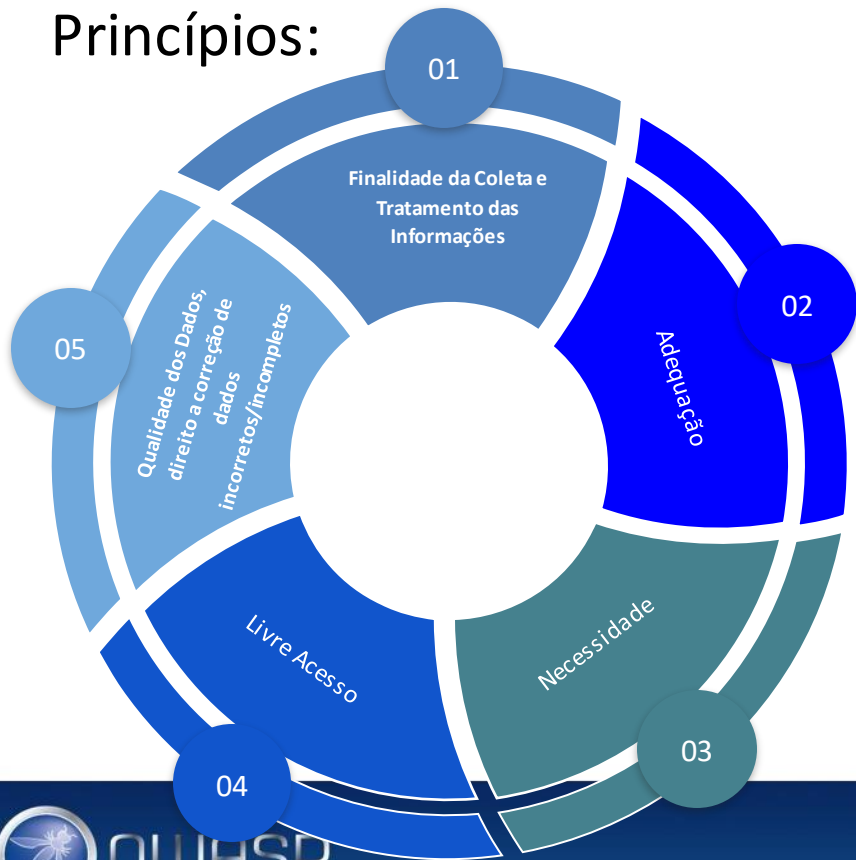 Princípios:
01
Finalidade da Coleta e
Tratamento das
Informações
02
Adequação
03
Necessidade
04
Livre Acesso
05
Qualidade dos Dados,
direito a correção de
dados
incorretos/incompletos
OWASP